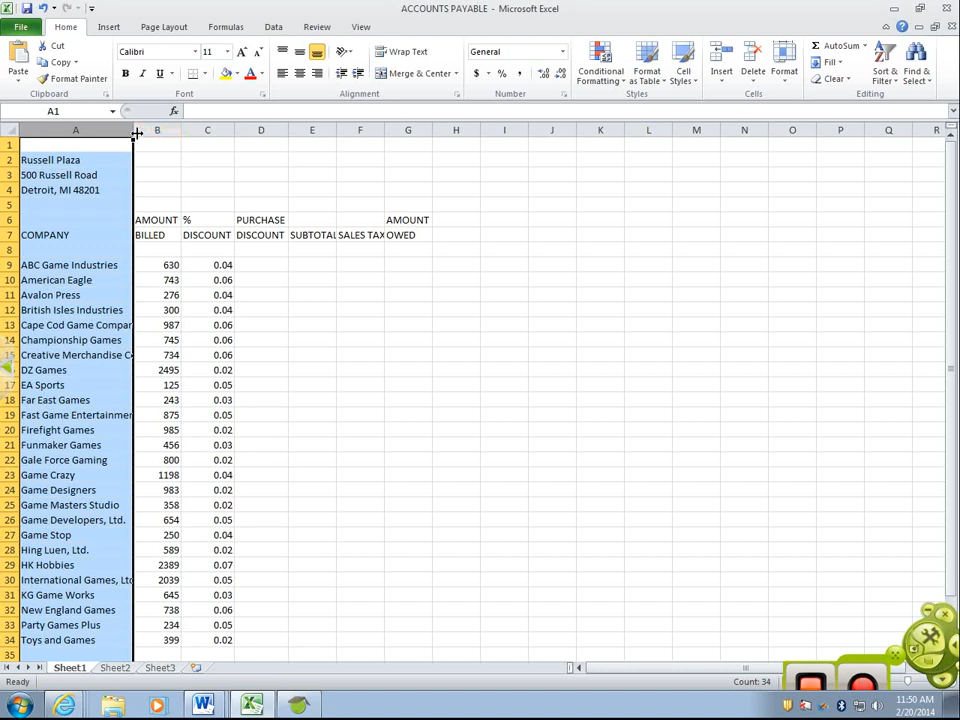 ACCOUNTS PAYABLE - Microsoft Excel
File Home Insert Page Layout Formulas Data Review View
Paste Cut Copy Format Painter Clipboard
Calibri 11 B I U A A A Font
Wrap Text Merge & Center Alignment
General $ % , Number
Conditional Formatting Format as Table Cell Styles Styles
Insert Delete Format Cells
Σ AutoSum Fill Clear Sort & Filter Find & Select Editing
A1 fx
A B C D E F G H I J K L M N O P Q R
1
2 Russell Plaza
3 500 Russell Road
4 Detroit, MI 48201
5
6 AMOUNT % PURCHASE AMOUNT
7 COMPANY BILLED DISCOUNT DISCOUNT SUBTOTAL SALES TAX OWED
8
9 ABC Game Industries 630 0.04
10 American Eagle 743 0.06
11 Avalon Press 276 0.04
12 British Isles Industries 300 0.04
13 Cape Cod Game Compar 987 0.06
14 Championship Games 745 0.06
15 Creative Merchandise C 734 0.06
DZ Games 2495 0.02
17 EA Sports 125 0.05
18 Far East Games 243 0.03
19 Fast Game Entertainmer 875 0.05
20 Firefight Games 985 0.02
21 Funmaker Games 456 0.03
22 Gale Force Gaming 800 0.02
23 Game Crazy 1198 0.04
24 Game Designers 983 0.02
25 Game Masters Studio 358 0.02
26 Game Developers, Ltd. 654 0.05
27 Game Stop 250 0.04
28 Hing Luen, Ltd. 589 0.02
29 HK Hobbies 2389 0.07
30 International Games, Ltd 2039 0.05
31 KG Game Works 645 0.03
32 New England Games 738 0.06
33 Party Games Plus 234 0.05
34 Toys and Games 399 0.02
35
Sheet1 Sheet2 Sheet3
Ready Count: 34
11:50 AM
2/20/2014